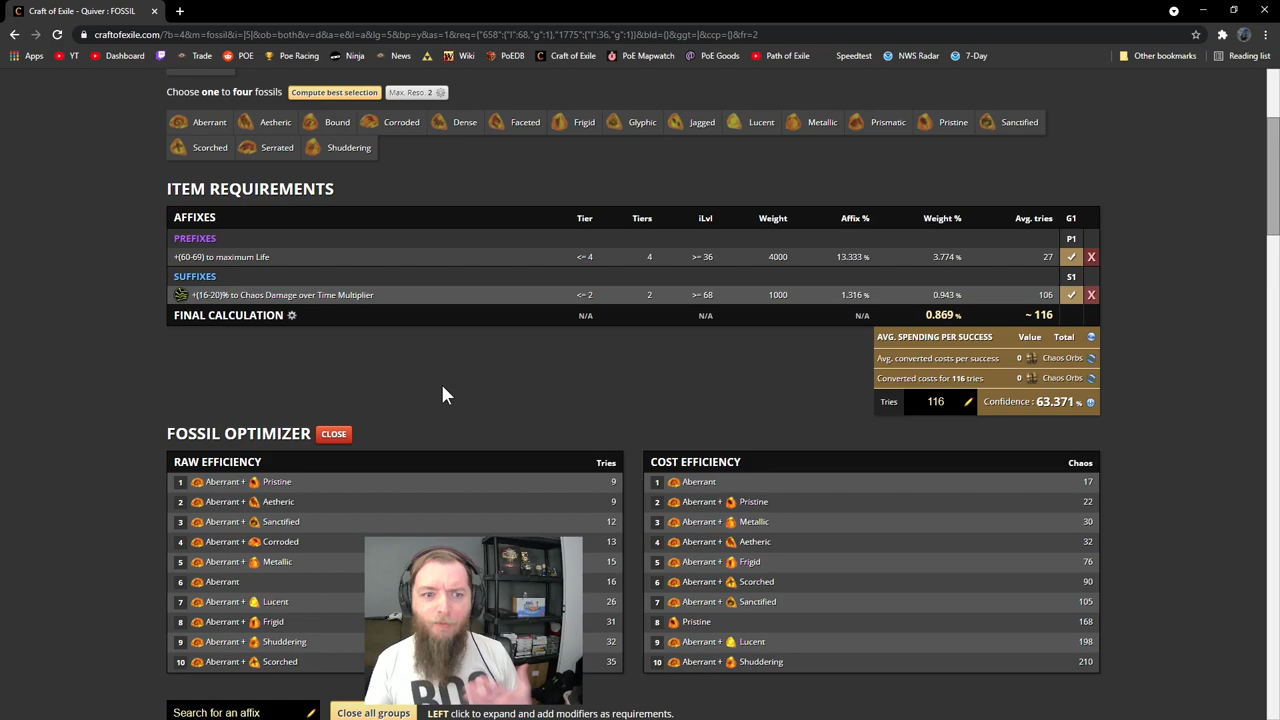 Craft of Exile - Quiver : FOSSIL
craftofexile.com/?b=4&m=fossil&i=|5|&ob=both&v=d&a=e&l=a&lg=5&bp=y&as=1&req={"658":{"l":68,"g":1},"1775":{"l":36,"g":1}}&bld={}&ggt=|&ccp={}&fr=2
Apps YT Dashboard Trade POE Poe Racing Ninja News Wiki PoEDB Craft of Exile PoE Mapwatch PoE Goods Path of Exile Speedtest NWS Radar 7-Day Other bookmarks Reading list
Choose one to four fossils Compute best selection Max. Reso. 2
Aberrant Aetheric Bound Corroded Dense Faceted Frigid Glyphic Jagged Lucent Metallic Prismatic Pristine Sanctified
Scorched Serrated Shuddering
ITEM REQUIREMENTS
AFFIXES Tier Tiers iLvl Weight Affix % Weight % Avg. tries G1
PREFIXES P1
+(60-69) to maximum Life <= 4 4 >= 36 4000 13.333 % 3.774 % 27 ✓ X
SUFFIXES S1
+(16-20)% to Chaos Damage over Time Multiplier <= 2 2 >= 68 1000 1.316 % 0.943 % 106 ✓ X
FINAL CALCULATION N/A N/A N/A 0.869 % ~ 116
AVG. SPENDING PER SUCCESS Value Total
Avg. converted costs per success 0 Chaos Orbs
Converted costs for 116 tries 0 Chaos Orbs
Tries 116 Confidence : 63.371 %
FOSSIL OPTIMIZER CLOSE
RAW EFFICIENCY Tries
1 Aberrant + Pristine 9
2 Aberrant + Aetheric 9
3 Aberrant + Sanctified 12
4 Aberrant + Corroded 13
5 Aberrant + Metallic 15
6 Aberrant 16
7 Aberrant + Lucent 26
8 Aberrant + Frigid 31
9 Aberrant + Shuddering 32
10 Aberrant + Scorched 35
COST EFFICIENCY Chaos
1 Aberrant 17
2 Aberrant + Pristine 22
3 Aberrant + Metallic 30
4 Aberrant + Aetheric 32
5 Aberrant + Frigid 76
6 Aberrant + Scorched 90
7 Aberrant + Sanctified 105
8 Pristine 168
9 Aberrant + Lucent 198
10 Aberrant + Shuddering 210
Search for an affix Close all groups LEFT click to expand and add modifiers as requirements.